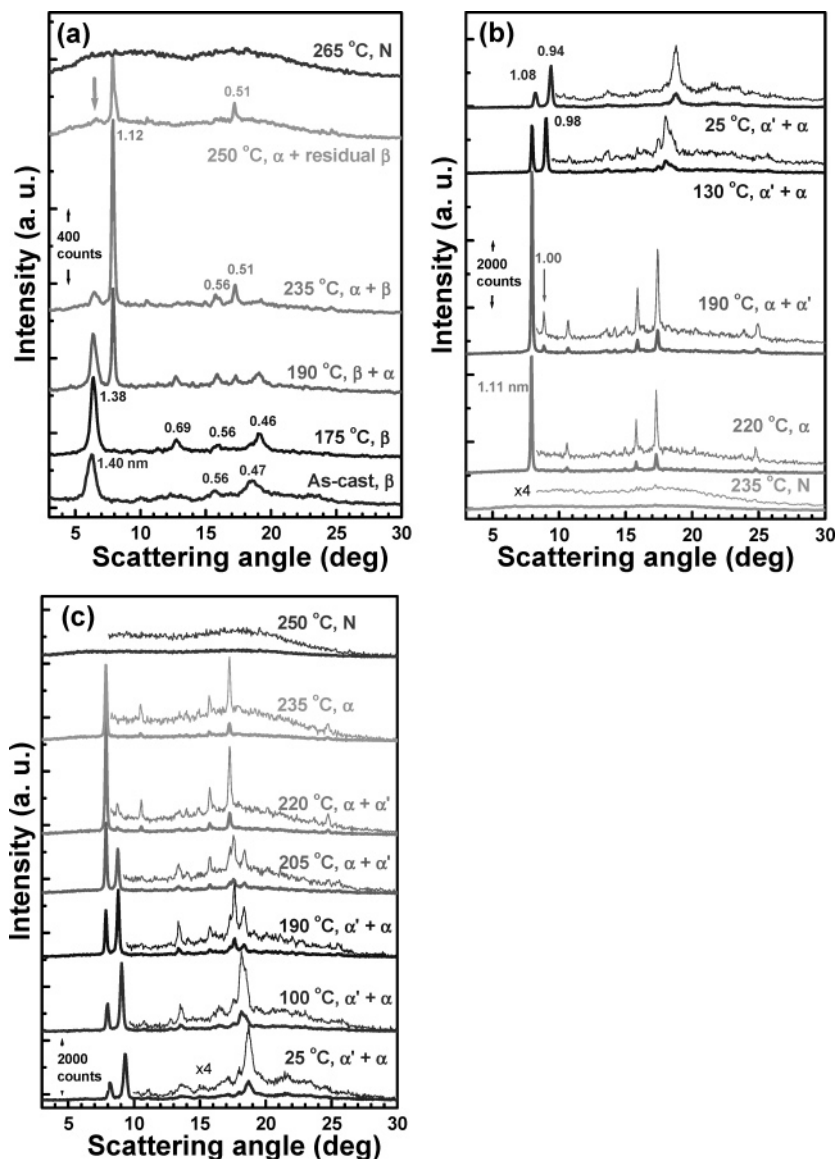 (a)
265 °C, N
0.51
1.12
250 °C, α + residual β
400
counts
0.51
0.56
235 °C, α + β
190 °C, β + α
1.38
0.69
0.56
0.46
175 °C, β
1.40 nm
0.56
0.47
As-cast, β
5 10 15 20 25 30
Scattering angle (deg)
Intensity (a. u.)
(b)
0.94
1.08
25 °C, α' + α
0.98
130 °C, α' + α
2000
counts
1.00
190 °C, α + α'
1.11 nm
220 °C, α
x4
235 °C, N
5 10 15 20 25 30
Scattering angle (deg)
Intensity (a. u.)
(c)
250 °C, N
235 °C, α
220 °C, α + α'
205 °C, α + α'
190 °C, α' + α
100 °C, α' + α
2000
counts
x4
25 °C, α' + α
5 10 15 20 25 30
Scattering angle (deg)
Intensity (a. u.)